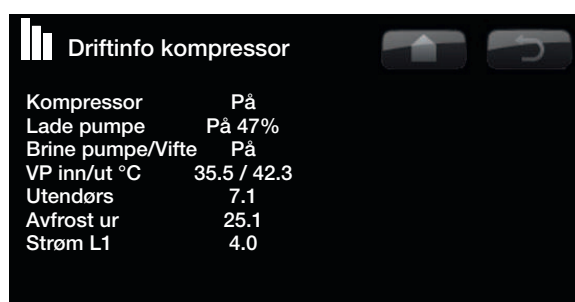 Driftinfo kompressor
Kompressor På
Lade pumpe På 47%
Brine pumpe/Vifte På
VP inn/ut °C 35.5 / 42.3
Utendørs 7.1
Avfrost ur 25.1
Strøm L1 4.0